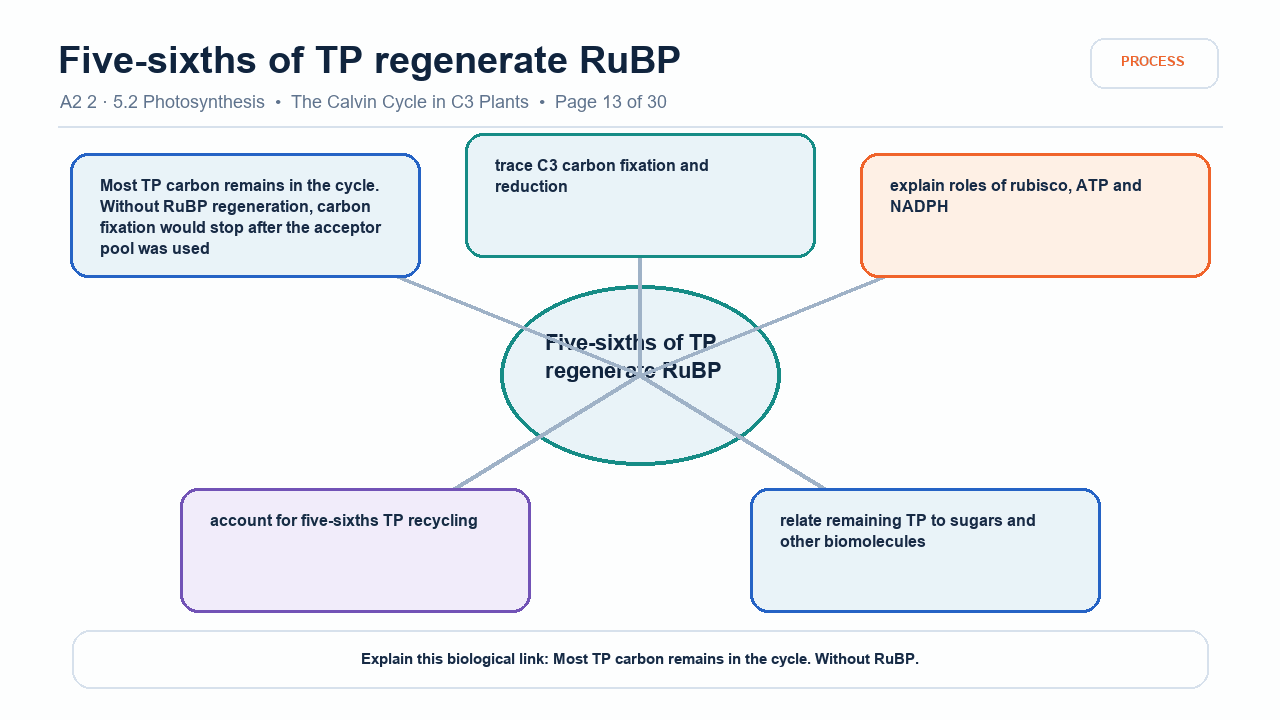 Five-sixths of TP regenerate RuBP
PROCESS
A2 2 · 5.2 Photosynthesis • The Calvin Cycle in C3 Plants • Page 13 of 30
Most TP carbon remains in the cycle.
Without RuBP regeneration, carbon
fixation would stop after the acceptor
pool was used
trace C3 carbon fixation and
reduction
explain roles of rubisco, ATP and
NADPH
Five-sixths of TP
regenerate RuBP
account for five-sixths TP recycling
relate remaining TP to sugars and
other biomolecules
Explain this biological link: Most TP carbon remains in the cycle. Without RuBP.